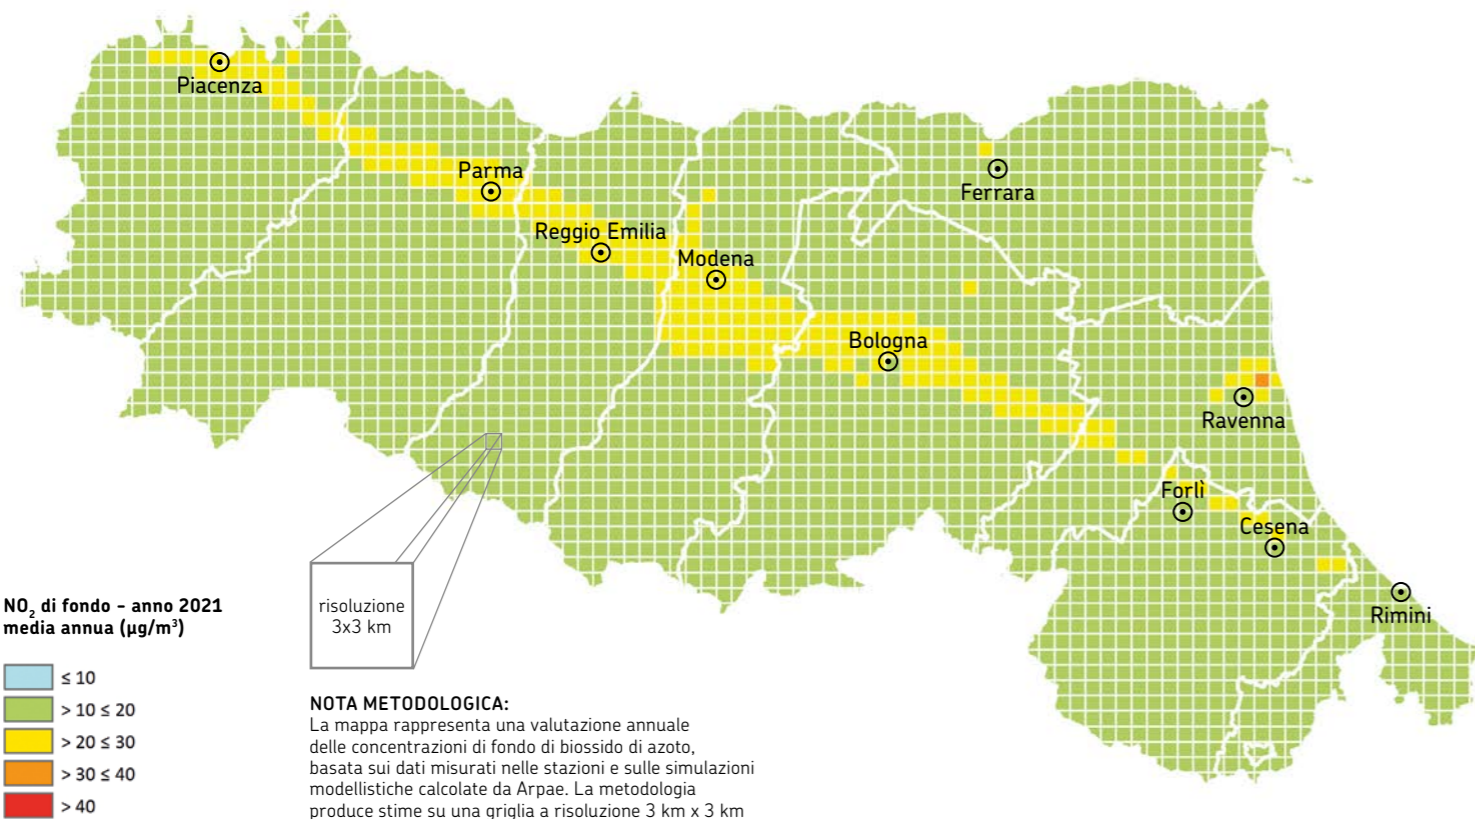 Piacenza
Parma
Ferrara
Reggio Emilia
Modena
Bologna
Ravenna
Forlì
Cesena
Rimini
risoluzione
3x3 km
NO₂ di fondo - anno 2021
media annua (µg/m³)
≤ 10
> 10 ≤ 20
> 20 ≤ 30
> 30 ≤ 40
> 40
NOTA METODOLOGICA:
La mappa rappresenta una valutazione annuale
delle concentrazioni di fondo di biossido di azoto,
basata sui dati misurati nelle stazioni e sulle simulazioni
modellistiche calcolate da Arpae. La metodologia
produce stime su una griglia a risoluzione 3 km x 3 km